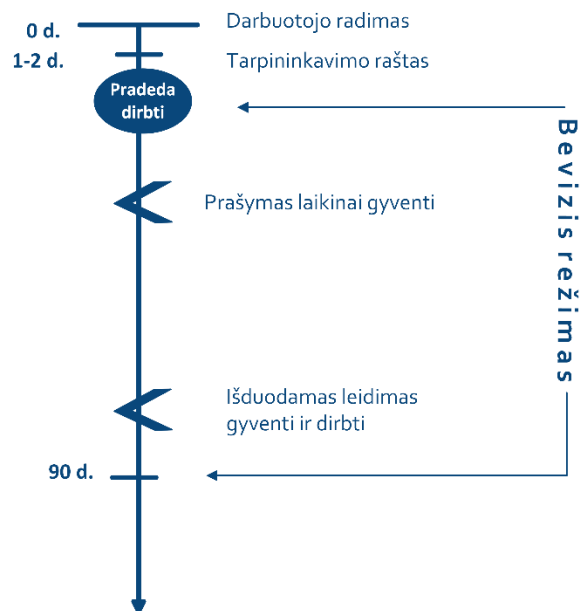 0 d.
Darbuotojo radimas
1-2 d.
Tarpininkavimo raštas
Pradeda
dirbti
Prašymas laikinai gyventi
Išduodamas leidimas
gyventi ir dirbti
90 d.
Bevizis režimas